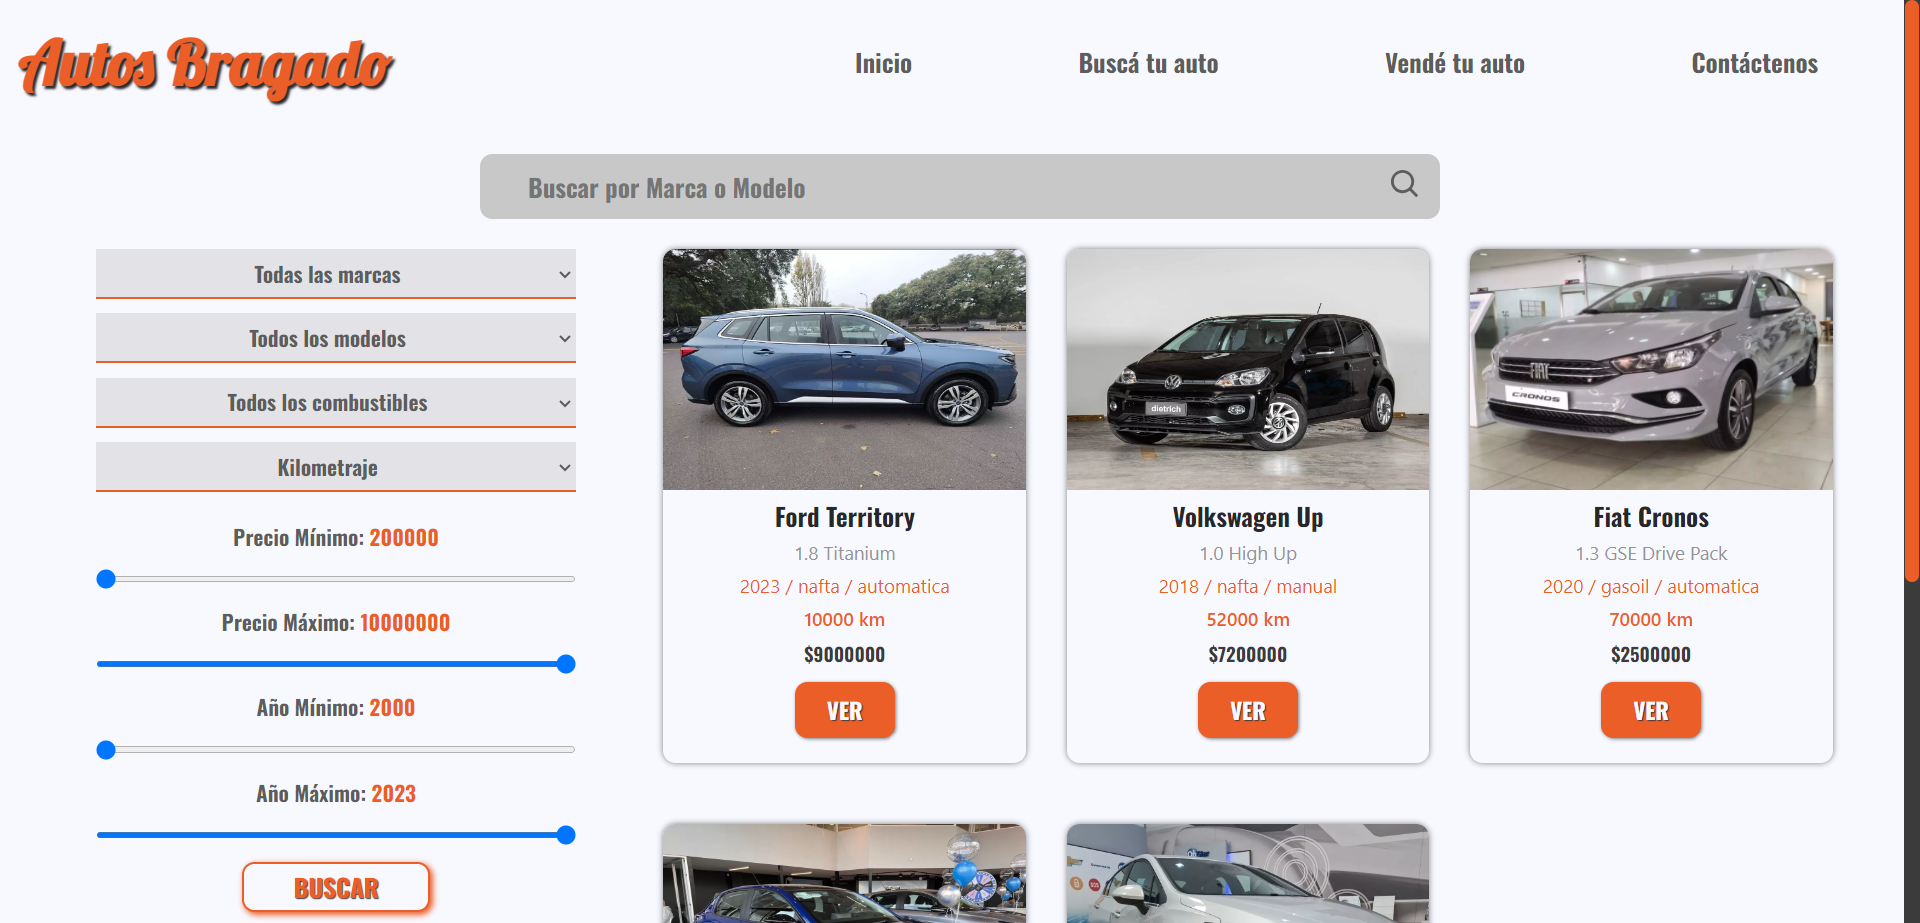 Autos Bragado
Inicio
Buscá tu auto
Vendé tu auto
Contáctenos
Buscar por Marca o Modelo
Todas las marcas
Todos los modelos
Todos los combustibles
Kilometraje
Precio Mínimo: 200000
Precio Máximo: 10000000
Año Mínimo: 2000
Año Máximo: 2023
BUSCAR
Ford Territory
1.8 Titanium
2023 / nafta / automatica
10000 km
$9000000
VER
dietrich
Volkswagen Up
1.0 High Up
2018 / nafta / manual
52000 km
$7200000
VER
FIAT
CRONOS
Fiat Cronos
1.3 GSE Drive Pack
2020 / gasoil / automatica
70000 km
$2500000
VER